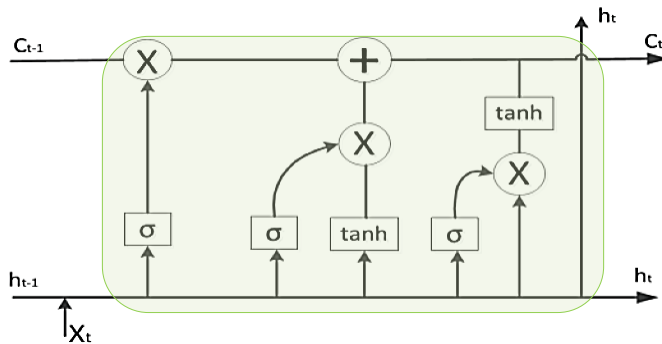 hₜ
Cₜ₋₁ X + Cₜ
tanh
X
X
σ σ tanh σ
hₜ₋₁ hₜ
Xₜ